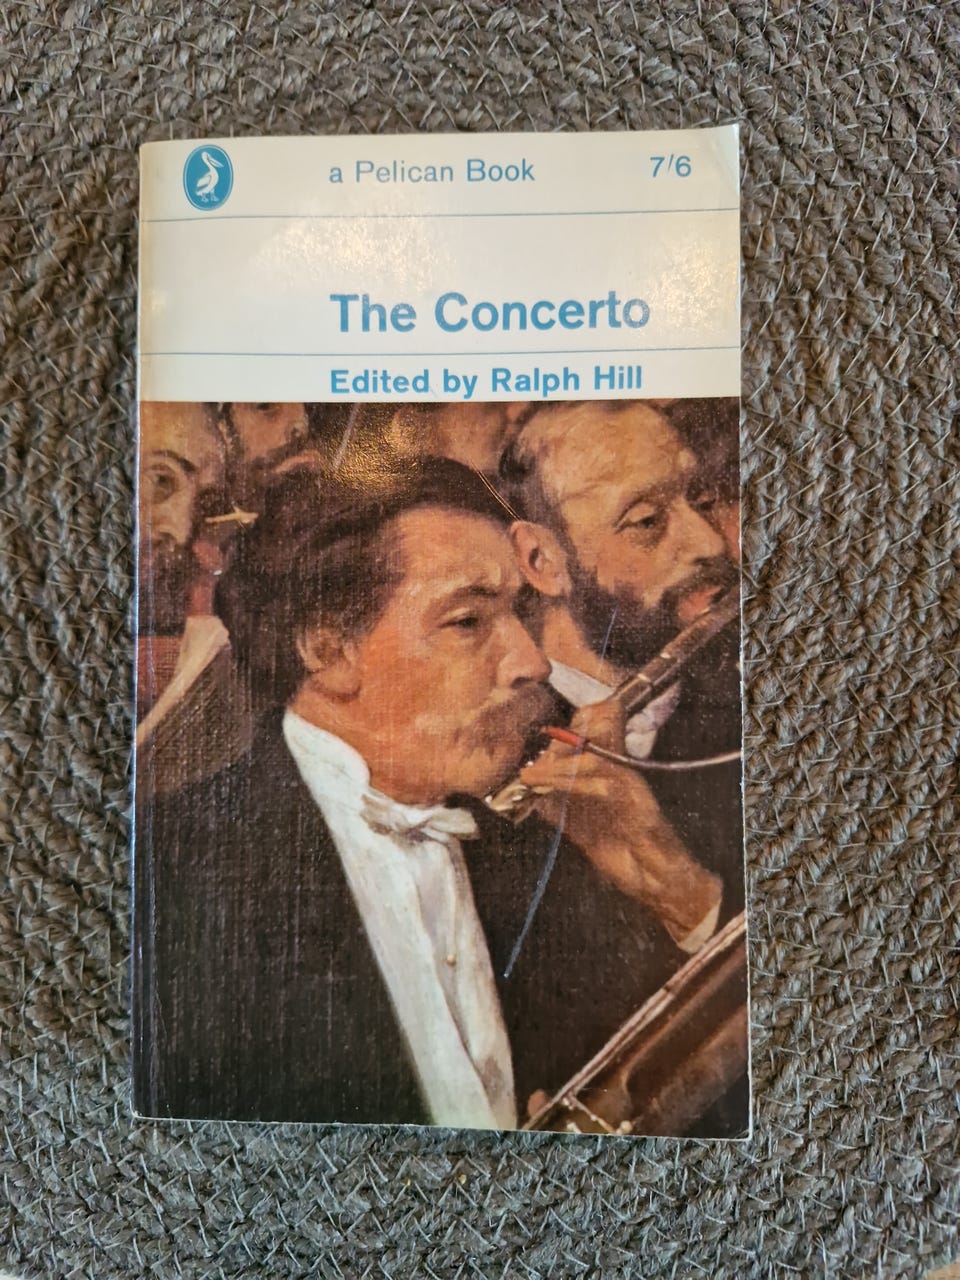 a Pelican Book 7/6
The Concerto
Edited by Ralph Hill